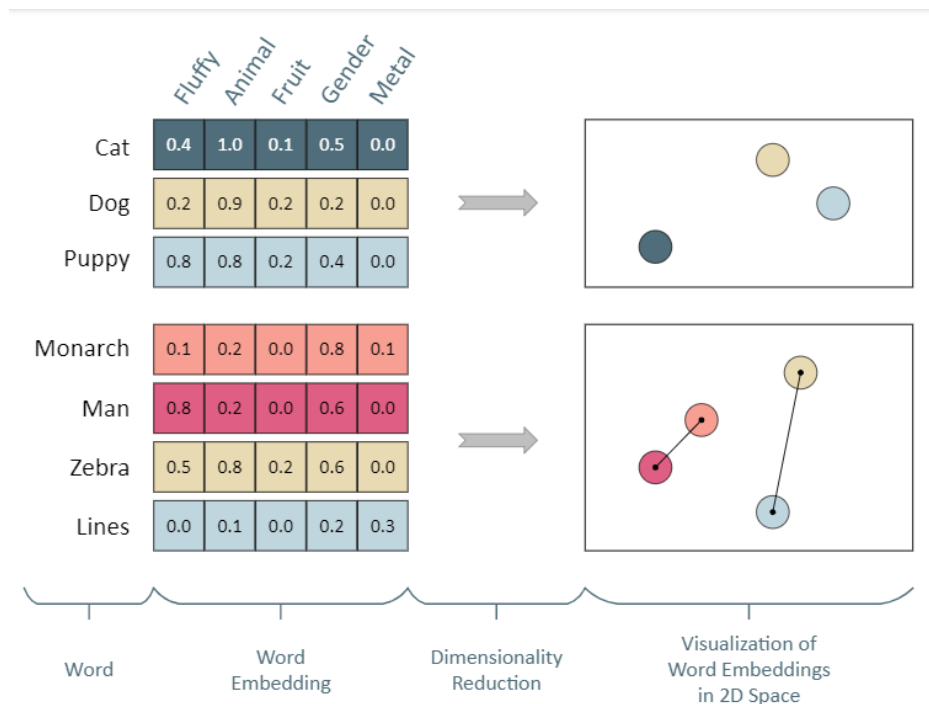 Fluffy Animal Fruit Gender Metal
Cat 0.4 1.0 0.1 0.5 0.0
Dog 0.2 0.9 0.2 0.2 0.0
Puppy 0.8 0.8 0.2 0.4 0.0
Monarch 0.1 0.2 0.0 0.8 0.1
Man 0.8 0.2 0.0 0.6 0.0
Zebra 0.5 0.8 0.2 0.6 0.0
Lines 0.0 0.1 0.0 0.2 0.3
Word
Word
Embedding
Dimensionality
Reduction
Visualization of
Word Embeddings
in 2D Space